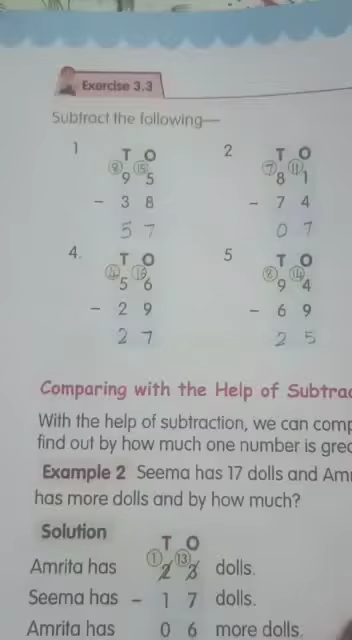 Exercise 3.3
Subtract the following—
1 2
T O T O
⑧ ⑮ ⑦ ⑪
9 5 8 1
- 3 8 - 7 4
5 7 0 7
4. 5
T O T O
④ ⑯ ⑧ ⑭
5 6 9 4
- 2 9 - 6 9
2 7 2 5
Comparing with the Help of
With the help of subtraction, we can
find out by how much one number is
Example 2 Seema has 17 dolls and
has more dolls and by how much?
Solution
T O
① ⑬
Amrita has 2 3 dolls.
Seema has - 1 7 dolls.
Amrita has 0 6 more dolls.